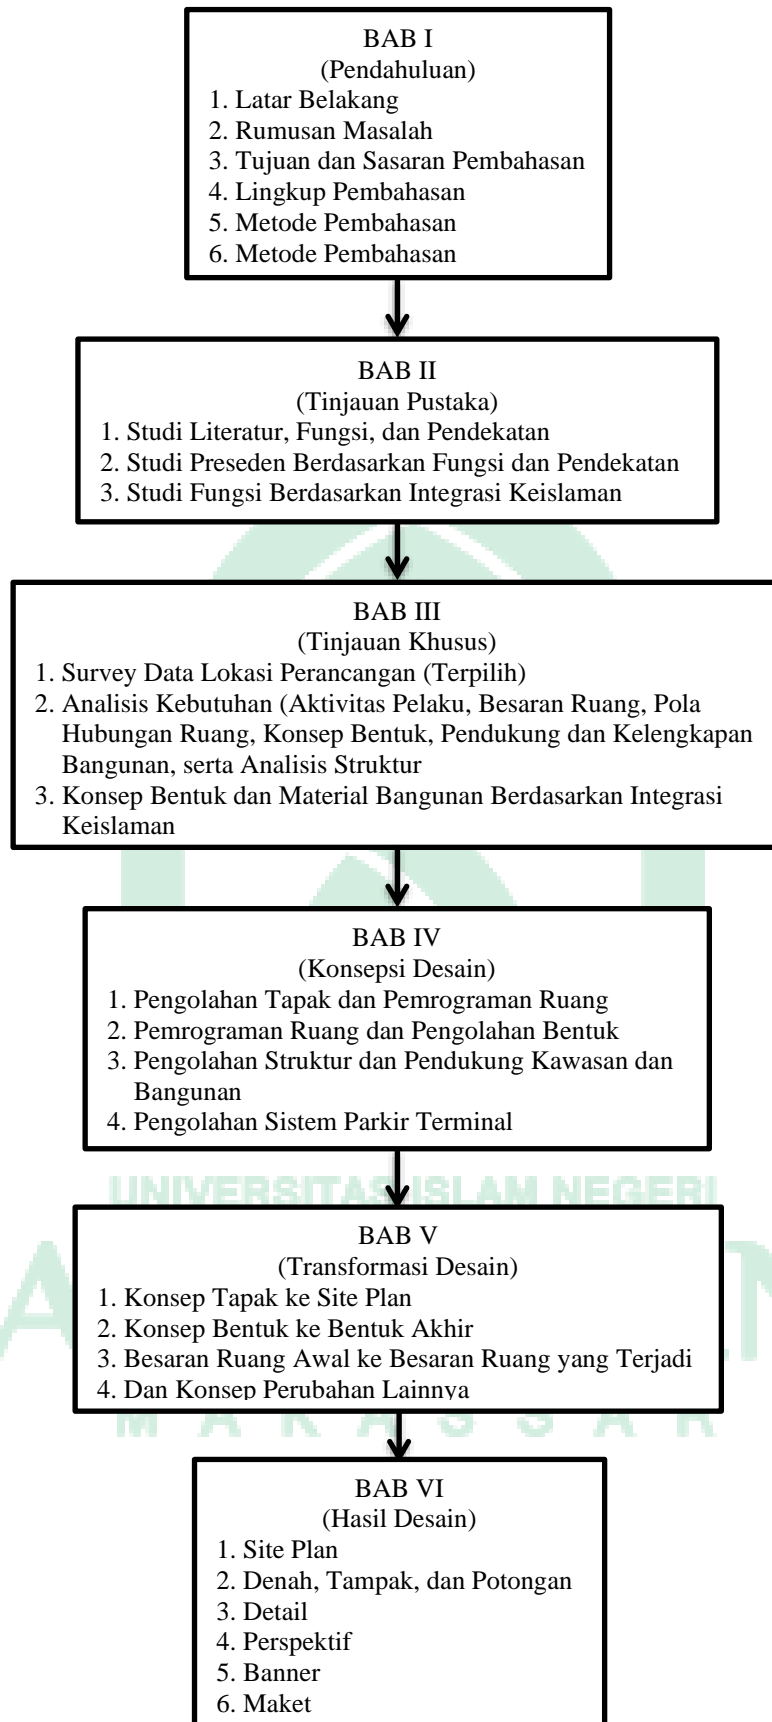 BAB I
(Pendahuluan)
1. Latar Belakang
2. Rumusan Masalah
3. Tujuan dan Sasaran Pembahasan
4. Lingkup Pembahasan
5. Metode Pembahasan
6. Metode Pembahasan
BAB II
(Tinjauan Pustaka)
1. Studi Literatur, Fungsi, dan Pendekatan
2. Studi Preseden Berdasarkan Fungsi dan Pendekatan
3. Studi Fungsi Berdasarkan Integrasi Keislaman
BAB III
(Tinjauan Khusus)
1. Survey Data Lokasi Perancangan (Terpilih)
2. Analisis Kebutuhan (Aktivitas Pelaku, Besaran Ruang, Pola
Hubungan Ruang, Konsep Bentuk, Pendukung dan Kelengkapan
Bangunan, serta Analisis Struktur
3. Konsep Bentuk dan Material Bangunan Berdasarkan Integrasi
Keislaman
BAB IV
(Konsepsi Desain)
1. Pengolahan Tapak dan Pemrograman Ruang
2. Pemrograman Ruang dan Pengolahan Bentuk
3. Pengolahan Struktur dan Pendukung Kawasan dan
Bangunan
4. Pengolahan Sistem Parkir Terminal
UNIVERSITAS ISLAM NEGERI
BAB V
(Transformasi Desain)
1. Konsep Tapak ke Site Plan
2. Konsep Bentuk ke Bentuk Akhir
3. Besaran Ruang Awal ke Besaran Ruang yang Terjadi
4. Dan Konsep Perubahan Lainnya
MAKASSAR
BAB VI
(Hasil Desain)
1. Site Plan
2. Denah, Tampak, dan Potongan
3. Detail
4. Perspektif
5. Banner
6. Maket